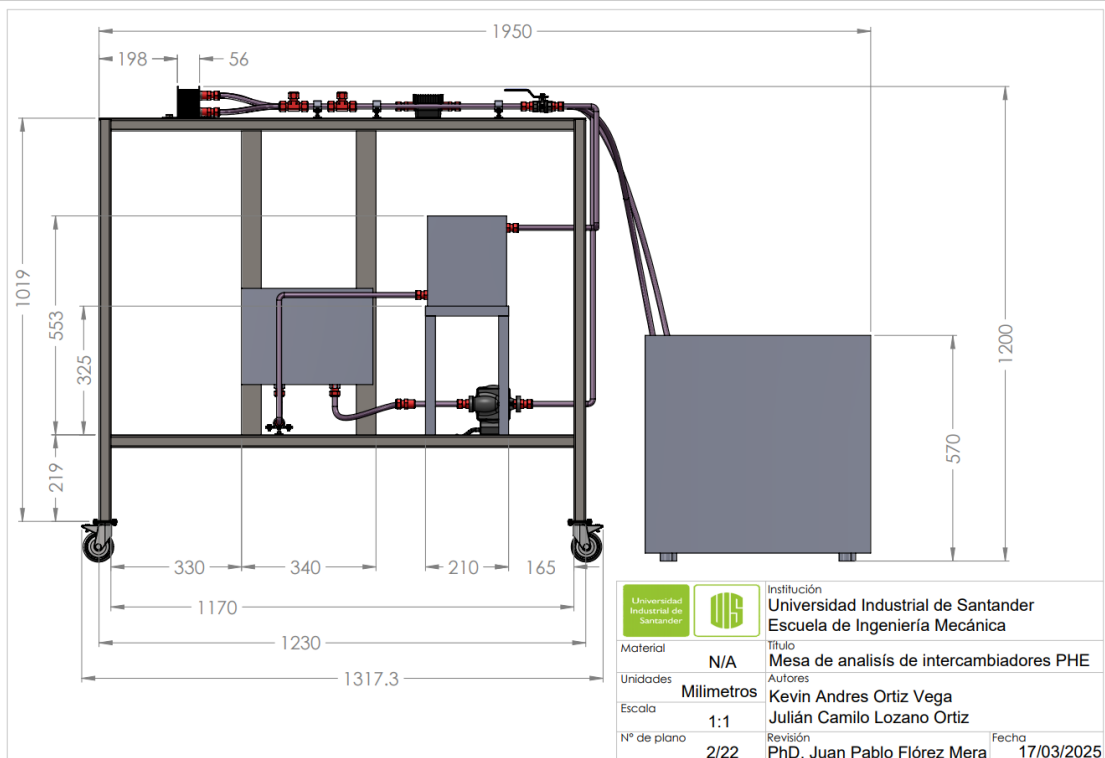 1950
198
56
1019
553
325
219
1200
570
330
340
210
165
1170
1230
1317.3
Universidad
Industrial de
Santander
UIS
Institución
Universidad Industrial de Santander
Escuela de Ingeniería Mecánica
Material
N/A
Título
Mesa de analisís de intercambiadores PHE
Unidades
Milimetros
Autores
Kevin Andres Ortiz Vega
Julián Camilo Lozano Ortiz
Escala
1:1
N° de plano
2/22
Revisión
PhD. Juan Pablo Flórez Mera
Fecha
17/03/2025